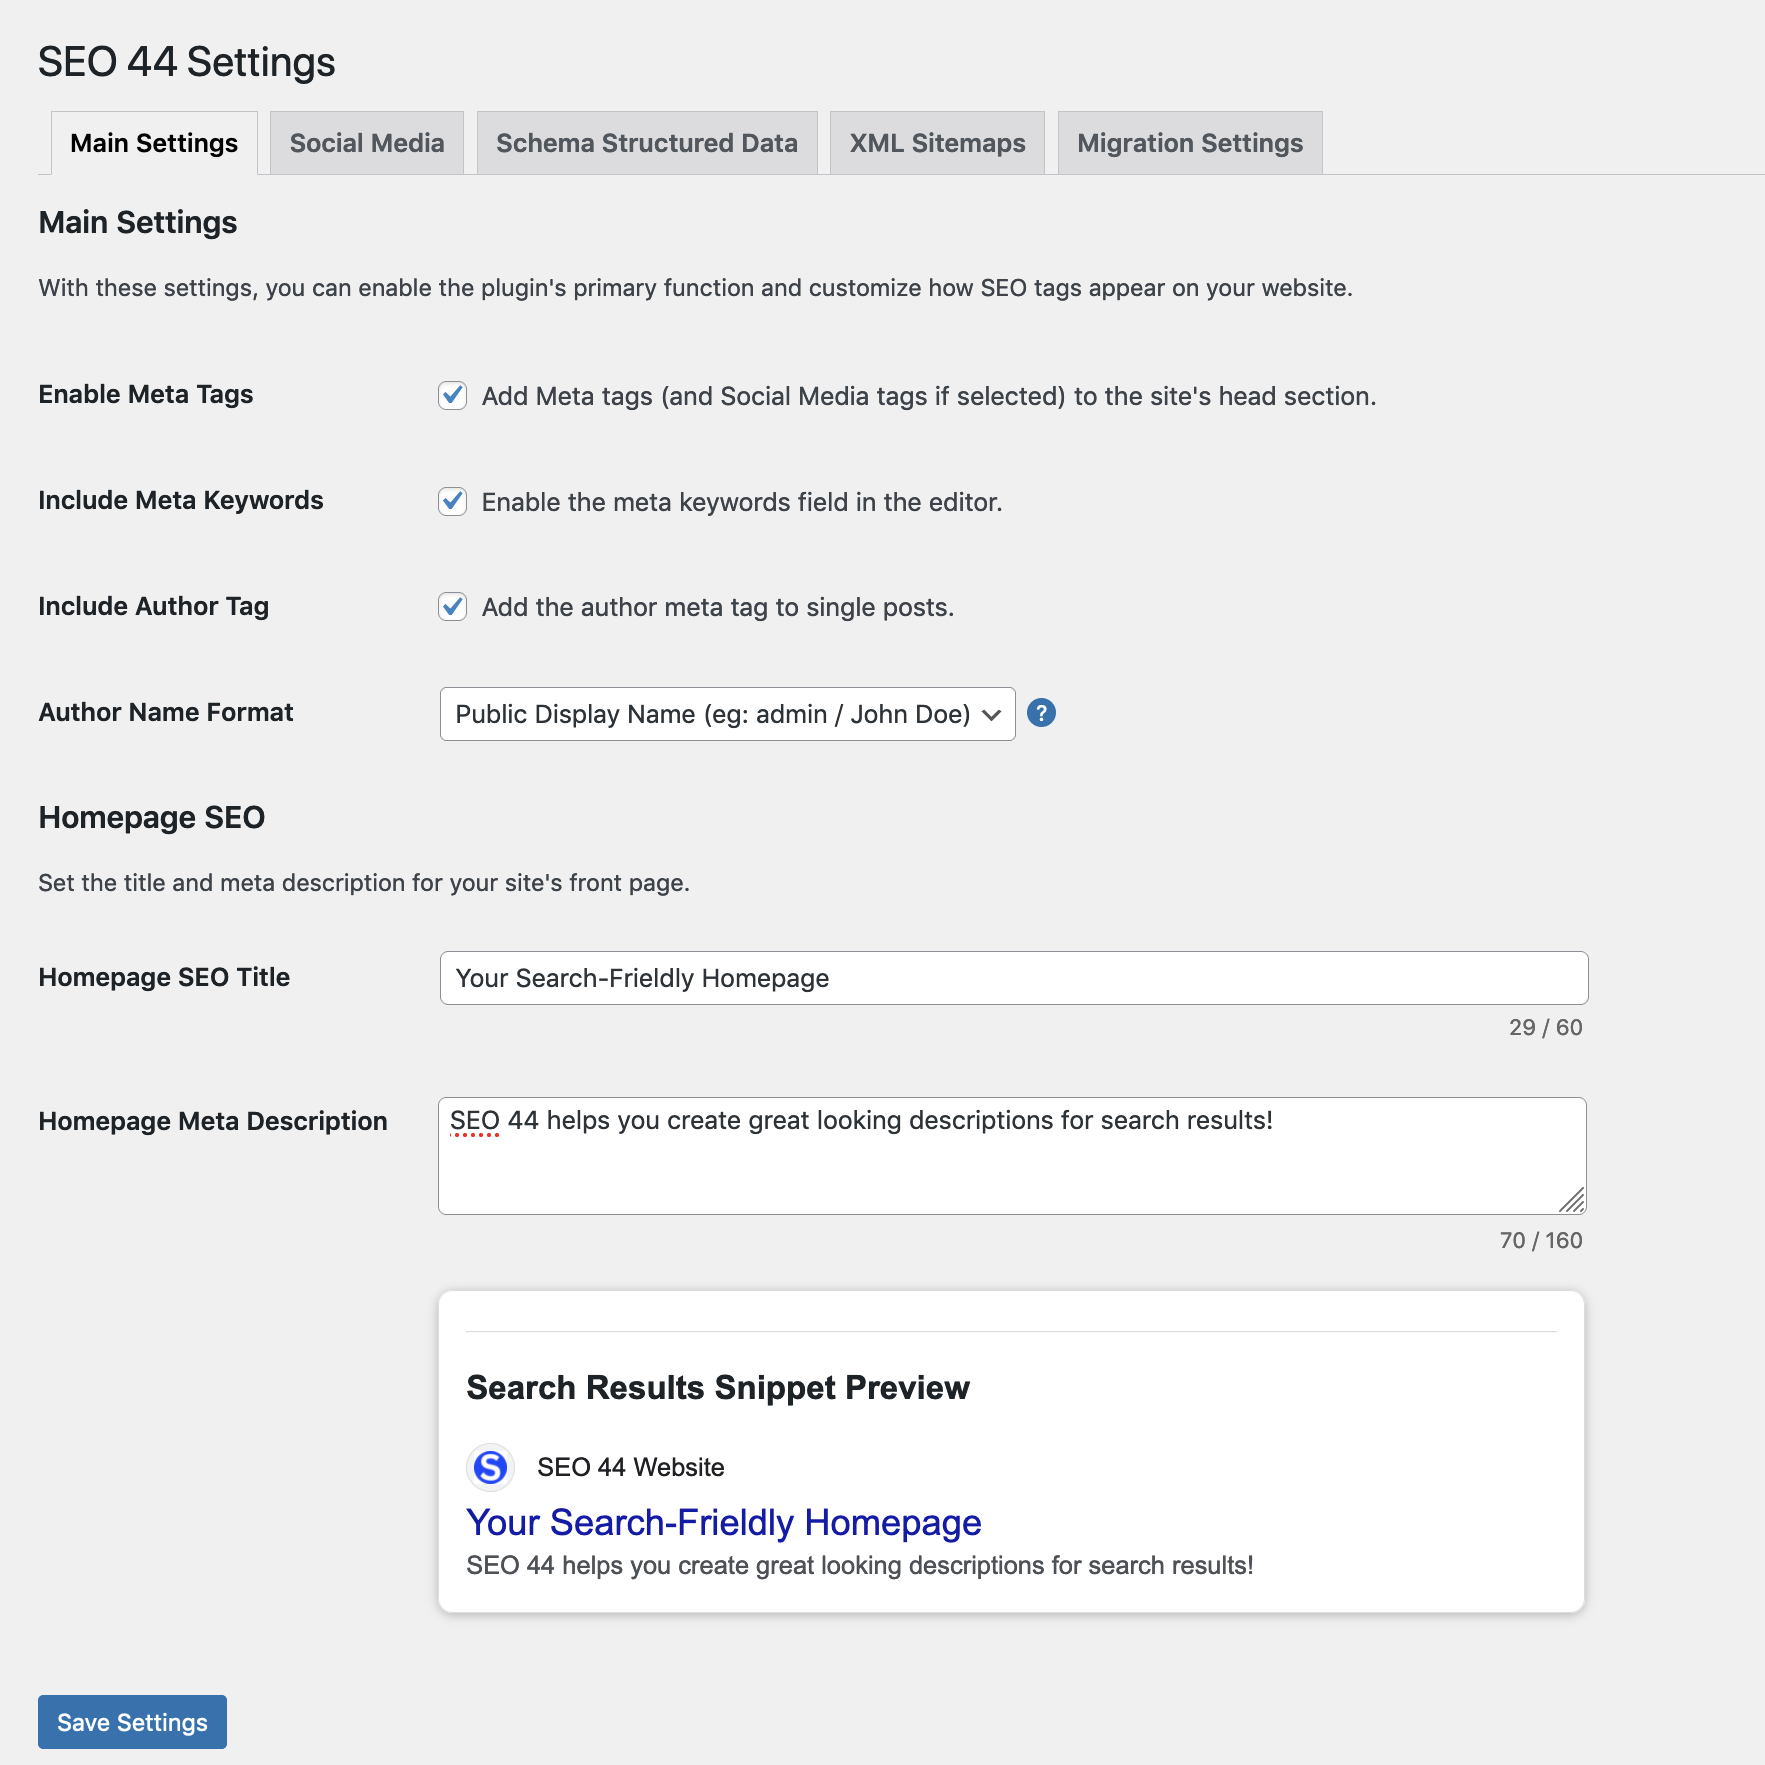 SEO 44 Settings
Main Settings
Social Media
Schema Structured Data
XML Sitemaps
Migration Settings
Main Settings
With these settings, you can enable the plugin's primary function and customize how SEO tags appear on your website.
Enable Meta Tags
Add Meta tags (and Social Media tags if selected) to the site's head section.
Include Meta Keywords
Enable the meta keywords field in the editor.
Include Author Tag
Add the author meta tag to single posts.
Author Name Format
Public Display Name (eg: admin / John Doe)
?
Homepage SEO
Set the title and meta description for your site's front page.
Homepage SEO Title
Your Search-Frieldly Homepage
29 / 60
Homepage Meta Description
SEO 44 helps you create great looking descriptions for search results!
70 / 160
Search Results Snippet Preview
S
SEO 44 Website
Your Search-Frieldly Homepage
SEO 44 helps you create great looking descriptions for search results!
Save Settings